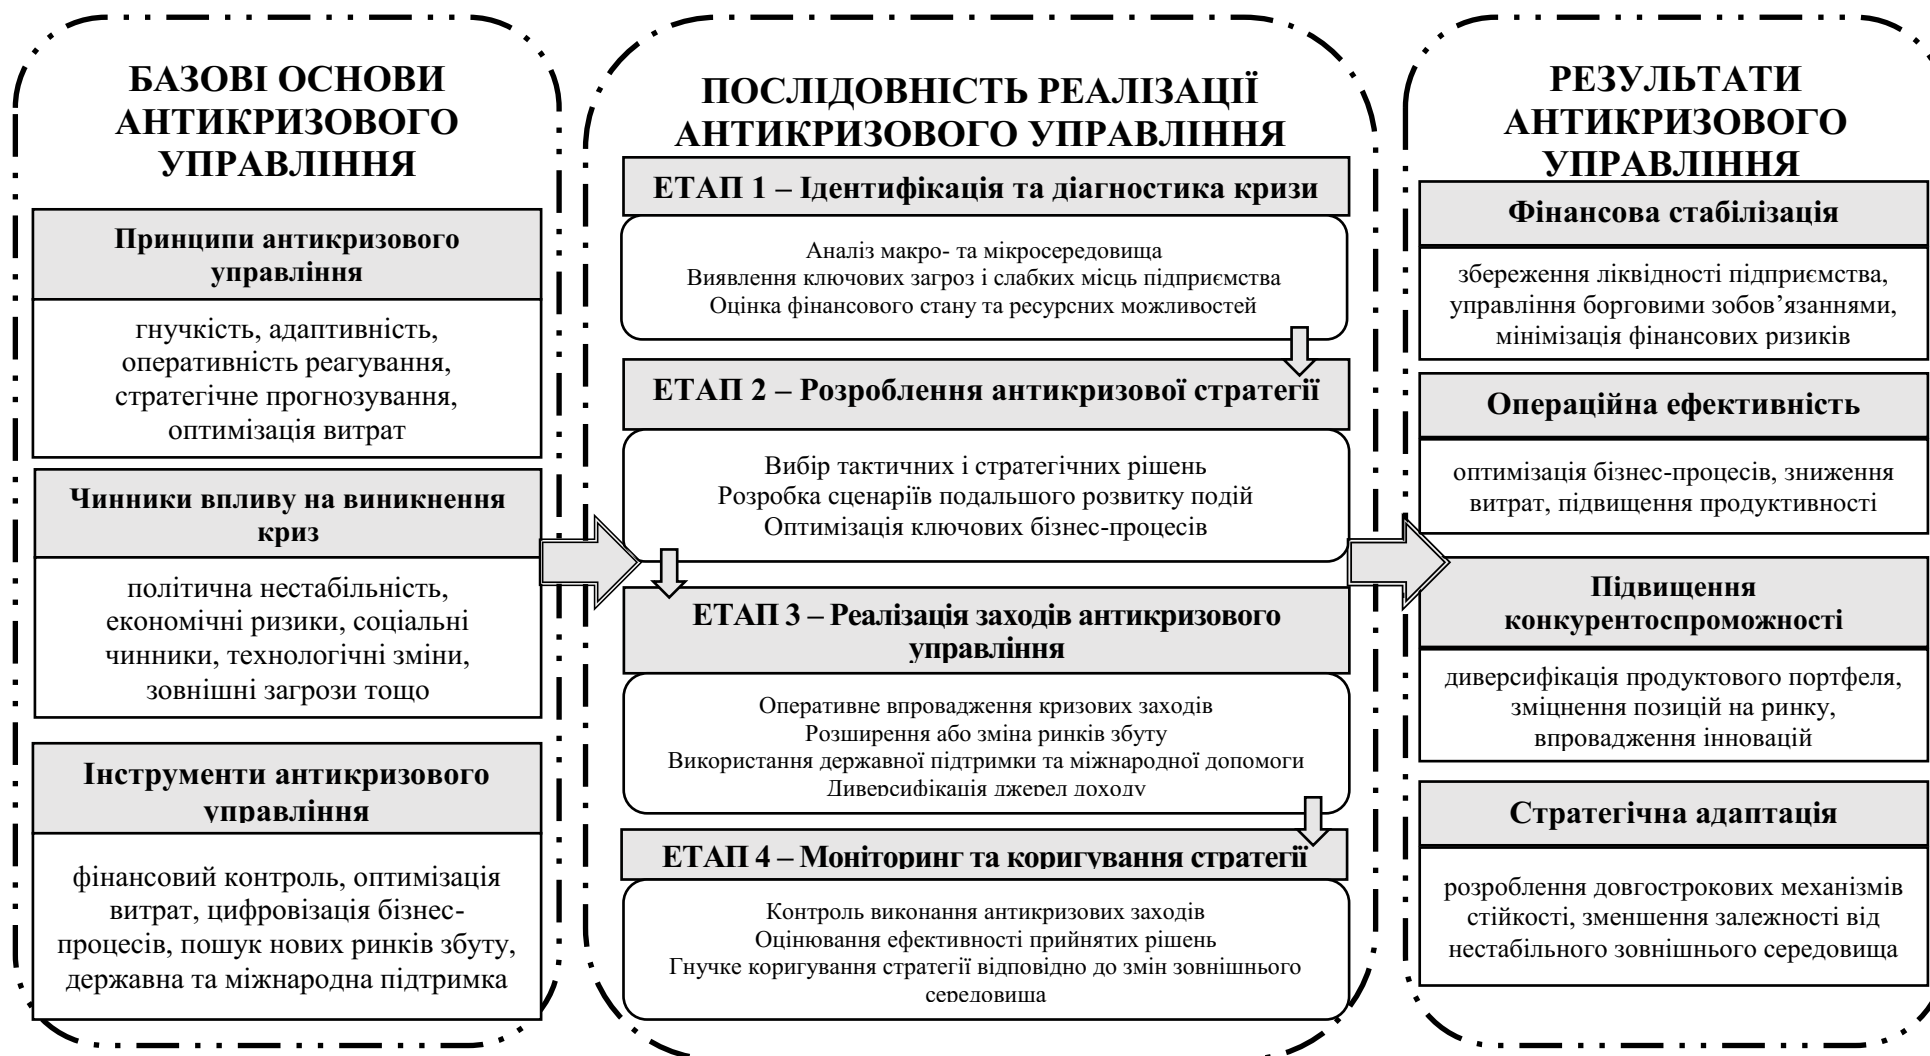 БАЗОВІ ОСНОВИ
АНТИКРИЗОВОГО
УПРАВЛІННЯ
Принципи антикризового
управління
гнучкість, адаптивність,
оперативність реагування,
стратегічне прогнозування,
оптимізація витрат
Чинники впливу на виникнення
криз
політична нестабільність,
економічні ризики, соціальні
чинники, технологічні зміни,
зовнішні загрози тощо
Інструменти антикризового
управління
фінансовий контроль, оптимізація
витрат, цифровізація бізнес-
процесів, пошук нових ринків збуту,
державна та міжнародна підтримка
ПОСЛІДОВНІСТЬ РЕАЛІЗАЦІЇ
АНТИКРИЗОВОГО УПРАВЛІННЯ
ЕТАП 1 – Ідентифікація та діагностика кризи
Аналіз макро- та мікросередовища
Виявлення ключових загроз і слабких місць підприємства
Оцінка фінансового стану та ресурсних можливостей
ЕТАП 2 – Розроблення антикризової стратегії
Вибір тактичних і стратегічних рішень
Розробка сценаріїв подальшого розвитку подій
Оптимізація ключових бізнес-процесів
ЕТАП 3 – Реалізація заходів антикризового
управління
Оперативне впровадження кризових заходів
Розширення або зміна ринків збуту
Використання державної підтримки та міжнародної допомоги
Диверсифікація джерел доходу
ЕТАП 4 – Моніторинг та коригування стратегії
Контроль виконання антикризових заходів
Оцінювання ефективності прийнятих рішень
Гнучке коригування стратегії відповідно до змін зовнішнього
середовища
РЕЗУЛЬТАТИ
АНТИКРИЗОВОГО
УПРАВЛІННЯ
Фінансова стабілізація
збереження ліквідності підприємства,
управління борговими зобов’язаннями,
мінімізація фінансових ризиків
Операційна ефективність
оптимізація бізнес-процесів, зниження
витрат, підвищення продуктивності
Підвищення
конкурентоспроможності
диверсифікація продуктового портфеля,
зміцнення позицій на ринку,
впровадження інновацій
Стратегічна адаптація
розроблення довгострокових механізмів
стійкості, зменшення залежності від
нестабільного зовнішнього середовища